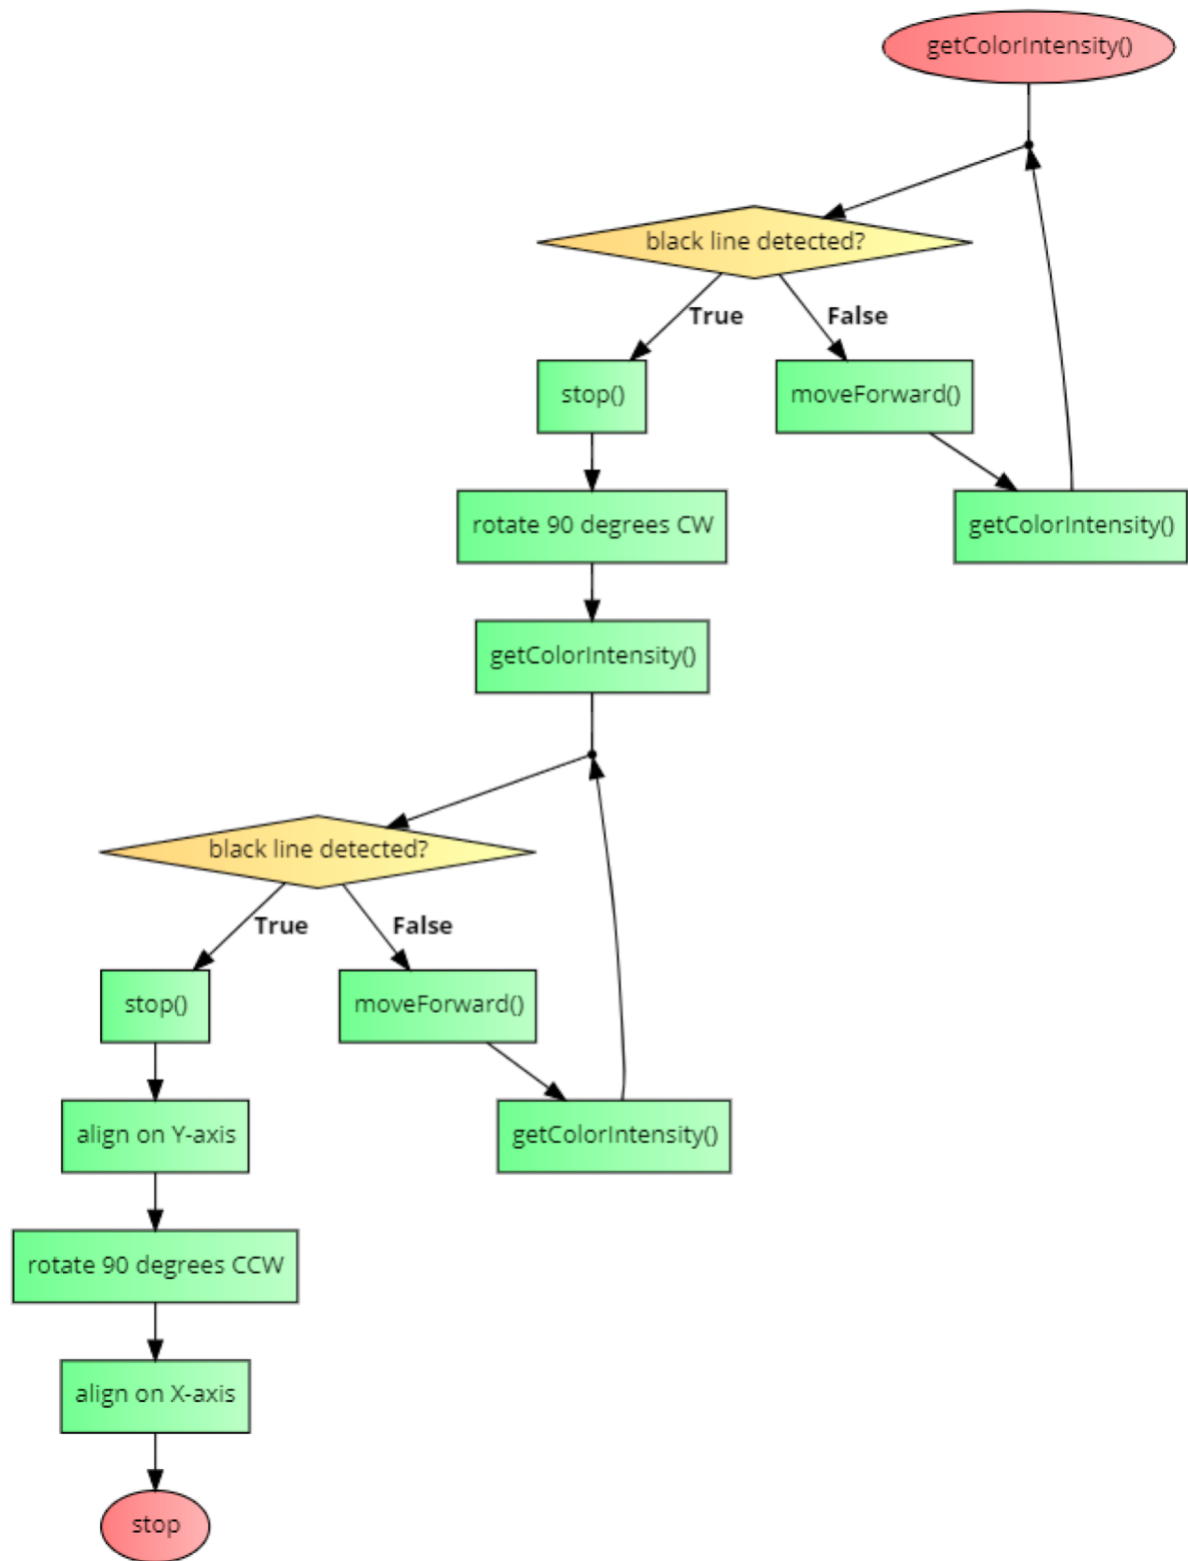 getColorIntensity()
black line detected?
True
False
stop()
moveForward()
rotate 90 degrees CW
getColorIntensity()
getColorIntensity()
black line detected?
True
False
stop()
moveForward()
align on Y-axis
getColorIntensity()
rotate 90 degrees CCW
align on X-axis
stop